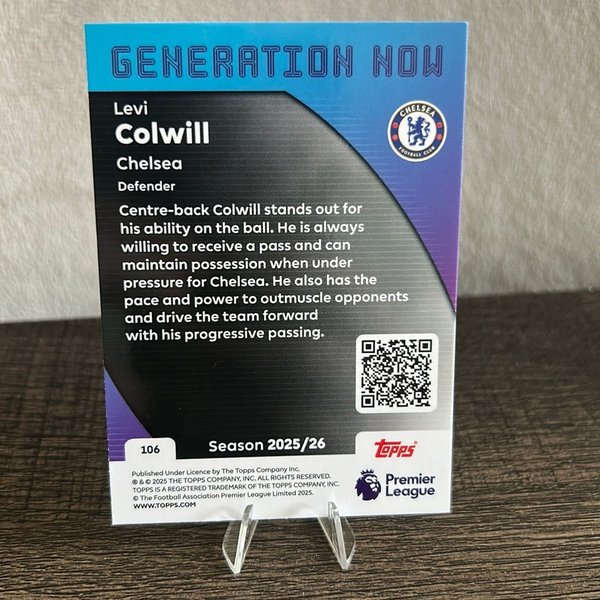 GENERATION NOW
Levi
Colwill
Chelsea
Defender
CHELSEA
FOOTBALL CLUB
Centre-back Colwill stands out for
his ability on the ball. He is always
willing to receive a pass and can
maintain possession when under
pressure for Chelsea. He also has the
pace and power to outmuscle opponents
and drive the team forward
with his progressive passing.
106
Season 2025/26
Topps
Published Under Licence by The Topps Company Inc.
® & © 2025 THE TOPPS COMPANY, INC. ALL RIGHTS RESERVED.
TOPPS IS A REGISTERED TRADEMARK OF THE TOPPS COMPANY, INC.
© The Football Association Premier League Limited 2025.
WWW.TOPPS.COM
Premier
League